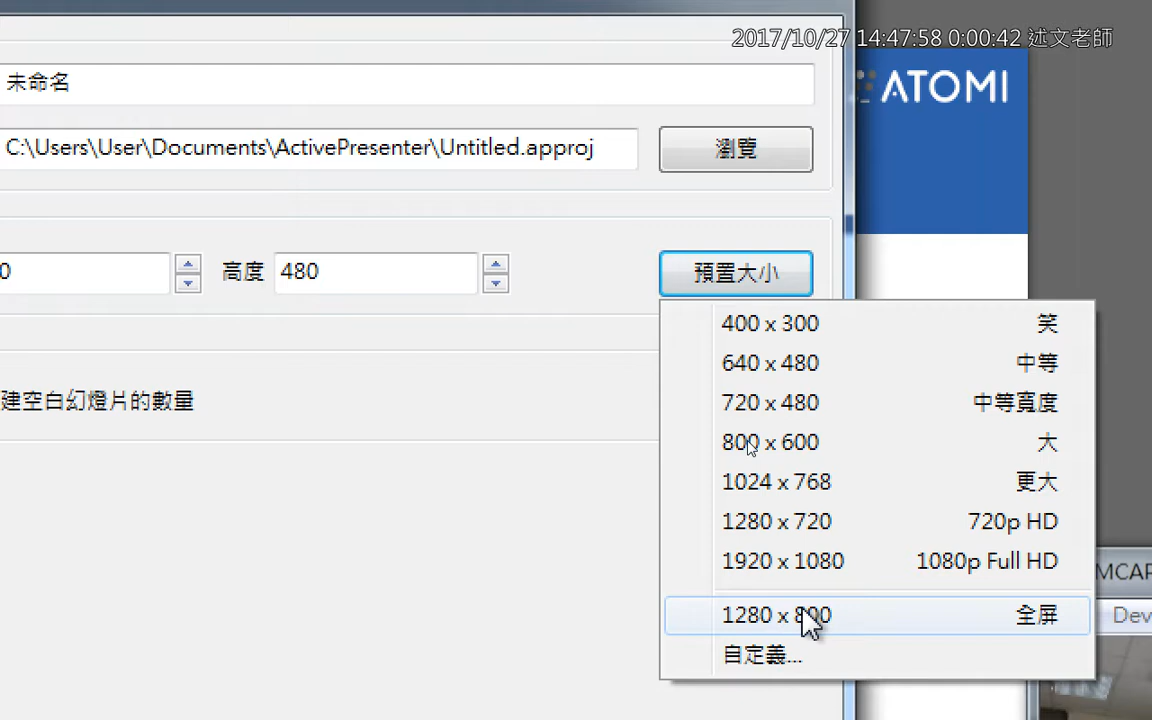 2017/10/27 14:47:58 0:00:42 述文老師
ATOMI
未命名
C:\Users\User\Documents\ActivePresenter\Untitled.approj
瀏覽
0
高度
480
預置大小
400 x 300 笑
640 x 480 中等
720 x 480 中等寬度
建空白幻燈片的數量
800 x 600 大
1024 x 768 更大
1280 x 720 720p HD
1920 x 1080 1080p Full HD
MCAP
1280 x 800 全屏
Dev
自定義...